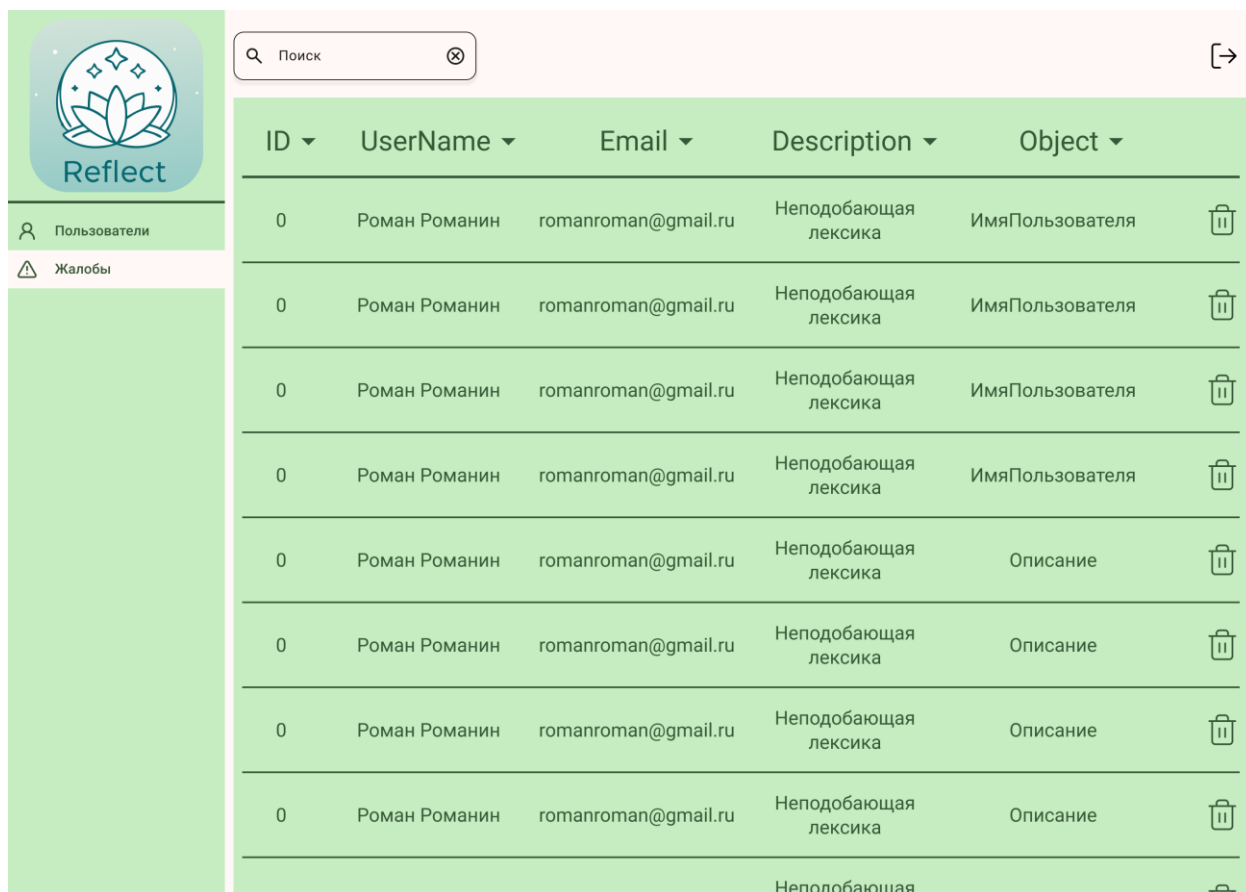 Reflect
Пользователи
Жалобы
Поиск
ID UserName Email Description Object
0 Роман Романин romanroman@gmail.ru Неподобающая лексика ИмяПользователя
0 Роман Романин romanroman@gmail.ru Неподобающая лексика ИмяПользователя
0 Роман Романин romanroman@gmail.ru Неподобающая лексика ИмяПользователя
0 Роман Романин romanroman@gmail.ru Неподобающая лексика ИмяПользователя
0 Роман Романин romanroman@gmail.ru Неподобающая лексика Описание
0 Роман Романин romanroman@gmail.ru Неподобающая лексика Описание
0 Роман Романин romanroman@gmail.ru Неподобающая лексика Описание
0 Роман Романин romanroman@gmail.ru Неподобающая лексика Описание
Неподобающая